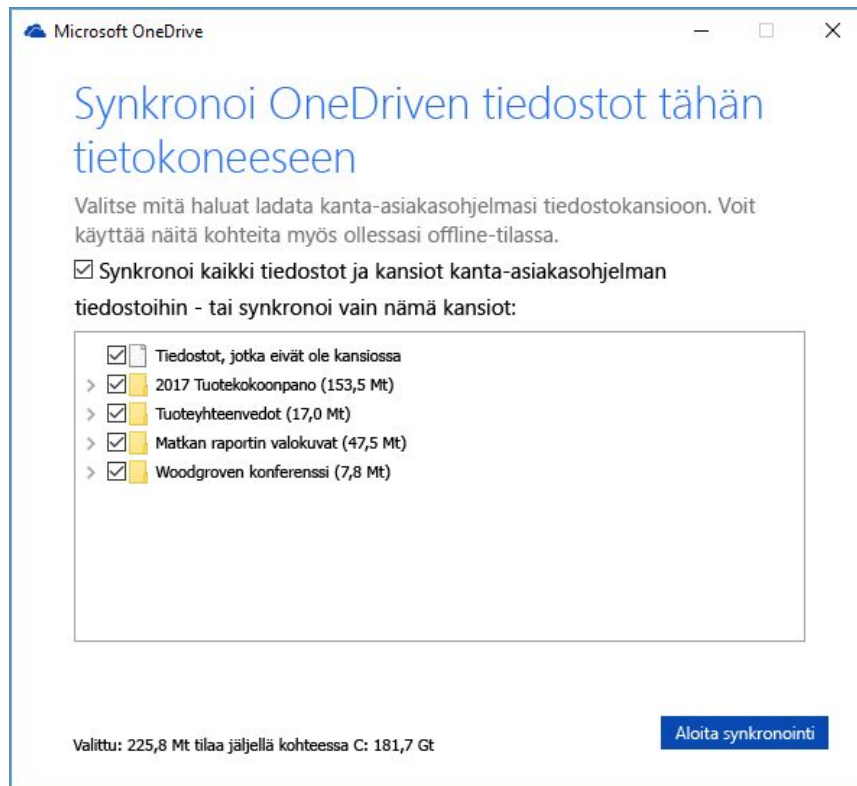 Microsoft OneDrive
Synkronoi OneDriven tiedostot tähän
tietokoneeseen
Valitse mitä haluat ladata kanta-asiakasohjelmasi tiedostokansioon. Voit
käyttää näitä kohteita myös ollessasi offline-tilassa.
Synkronoi kaikki tiedostot ja kansiot kanta-asiakasohjelman
tiedostoihin - tai synkronoi vain nämä kansiot:
Tiedostot, jotka eivät ole kansiossa
2017 Tuotekokoonpano (153,5 Mt)
Tuoteyhteenvedot (17,0 Mt)
Matkan raportin valokuvat (47,5 Mt)
Woodgroven konferenssi (7,8 Mt)
Aloita synkronointi
Valittu: 225,8 Mt tilaa jäljellä kohteessa C: 181,7 Gt